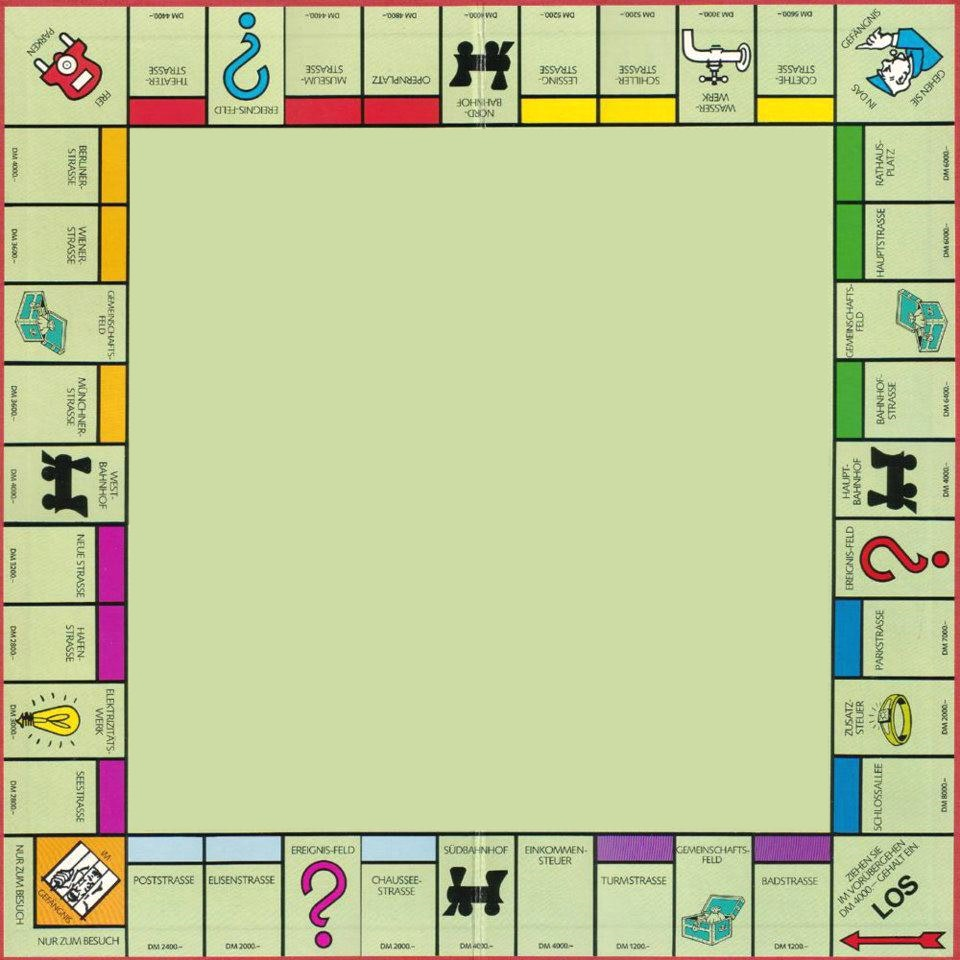 FREI
PARKEN
THEATER-
STRASSE
DM 4400.–
EREIGNIS-FELD
MUSEUM-
STRASSE
DM 4400.–
OPERNPLATZ
DM 4800.–
NORD-
BAHNHOF
DM 4000.–
LESSING-
STRASSE
DM 5200.–
SCHILLER-
STRASSE
DM 5200.–
WASSER-
WERK
DM 3000.–
GOETHE-
STRASSE
DM 5600.–
GEHEN SIE
IN DAS
GEFÄNGNIS
RATHAUS-
PLATZ
DM 6000.–
HAUPTSTRASSE
DM 6000.–
GEMEINSCHAFTS-
FELD
BAHNHOF-
STRASSE
DM 6400.–
HAUPT-
BAHNHOF
DM 4000.–
EREIGNIS-FELD
PARKSTRASSE
DM 7000.–
ZUSATZ-
STEUER
DM 2000.–
SCHLOSSALLEE
DM 8000.–
ZIEHEN SIE
IM VORÜBERGEHEN
DM 4000.– GEHALT EIN
LOS
BADSTRASSE
DM 1200.–
GEMEINSCHAFTS-
FELD
TURMSTRASSE
DM 1200.–
EINKOMMEN-
STEUER
DM 4000.–
SÜDBAHNHOF
DM 4000.–
CHAUSSEE-
STRASSE
DM 2000.–
EREIGNIS-FELD
ELISENSTRASSE
DM 2000.–
POSTSTRASSE
DM 2400.–
IM
GEFÄNGNIS
NUR ZUM BESUCH
NUR ZUM BESUCH
SEESTRASSE
DM 2800.–
ELEKTRIZITÄTS-
WERK
DM 3000.–
HAFEN-
STRASSE
DM 2800.–
NEUE STRASSE
DM 3200.–
WEST-
BAHNHOF
DM 4000.–
MÜNCHNER-
STRASSE
DM 3600.–
GEMEINSCHAFTS-
FELD
WIENER-
STRASSE
DM 3600.–
BERLINER-
STRASSE
DM 4000.–